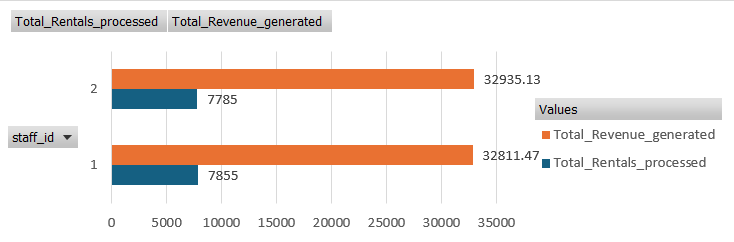 Total_Rentals_processed Total_Revenue_generated
2
32935.13
7785
Values
staff_id
Total_Revenue_generated
1
32811.47
Total_Rentals_processed
7855
0 5000 10000 15000 20000 25000 30000 35000